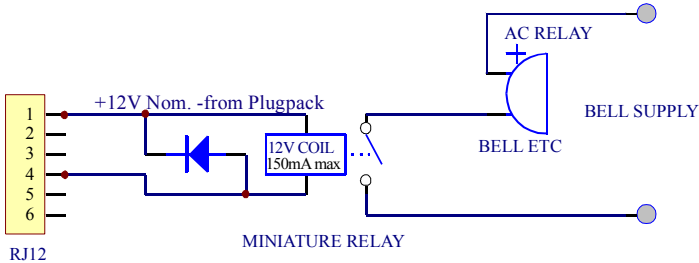 AC RELAY
+
+12V Nom. -from Plugpack
BELL SUPPLY
1
2
3
4
5
6
12V COIL
150mA max
BELL ETC
MINIATURE RELAY
RJ12